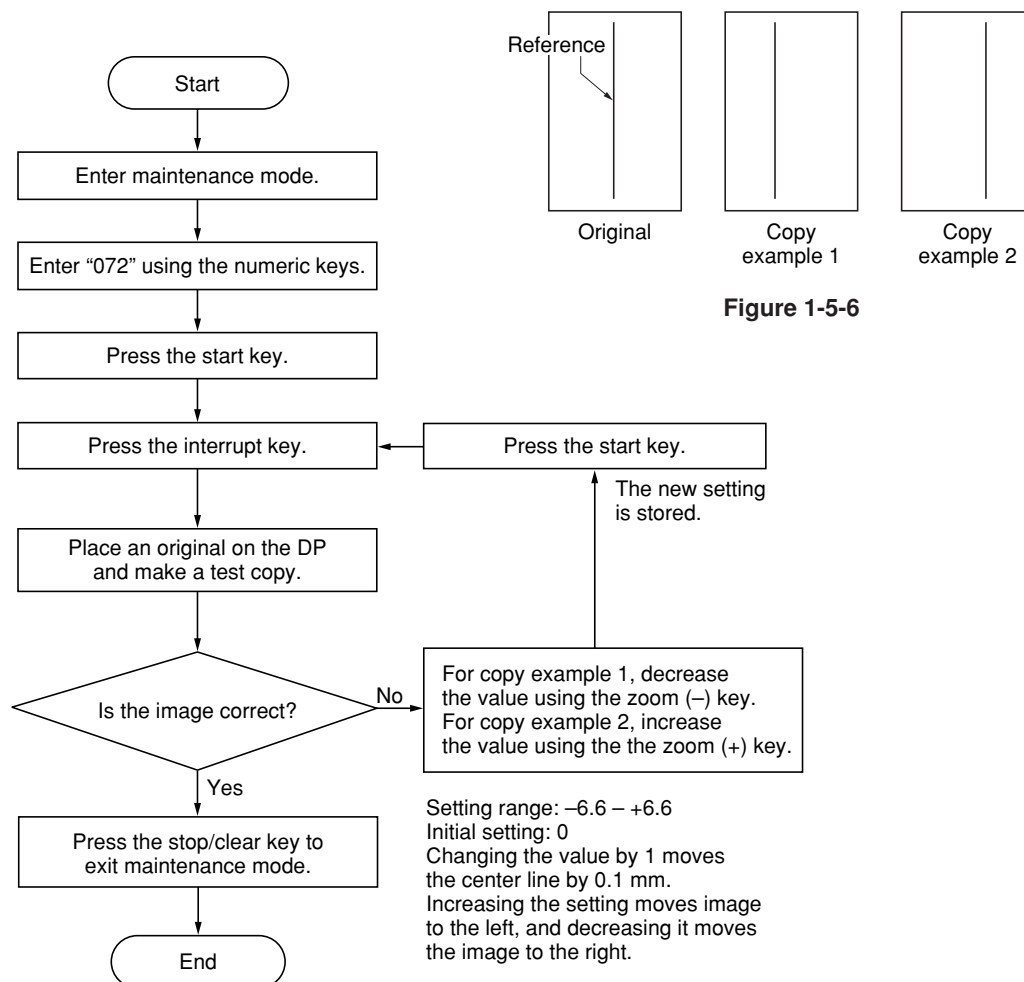 Start
Enter maintenance mode.
Enter “072” using the numeric keys.
Press the start key.
Press the interrupt key.
Place an original on the DP
and make a test copy.
Is the image correct?
Yes
No
Press the stop/clear key to
exit maintenance mode.
End
Press the start key.
The new setting
is stored.
For copy example 1, decrease
the value using the zoom (–) key.
For copy example 2, increase
the value using the the zoom (+) key.
Setting range: –6.6 – +6.6
Initial setting: 0
Changing the value by 1 moves
the center line by 0.1 mm.
Increasing the setting moves image
to the left, and decreasing it moves
the image to the right.
Reference
Original
Copy
example 1
Copy
example 2
Figure 1-5-6